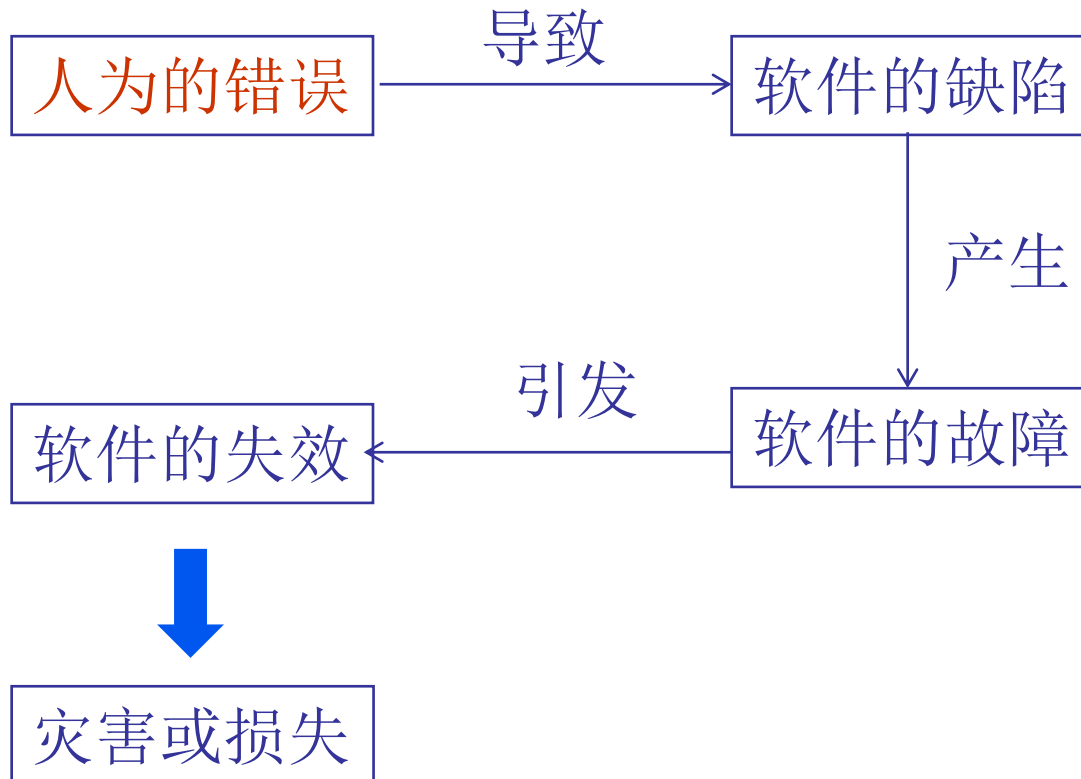 人为的错误
导致
软件的缺陷
产生
软件的故障
引发
软件的失效
灾害或损失